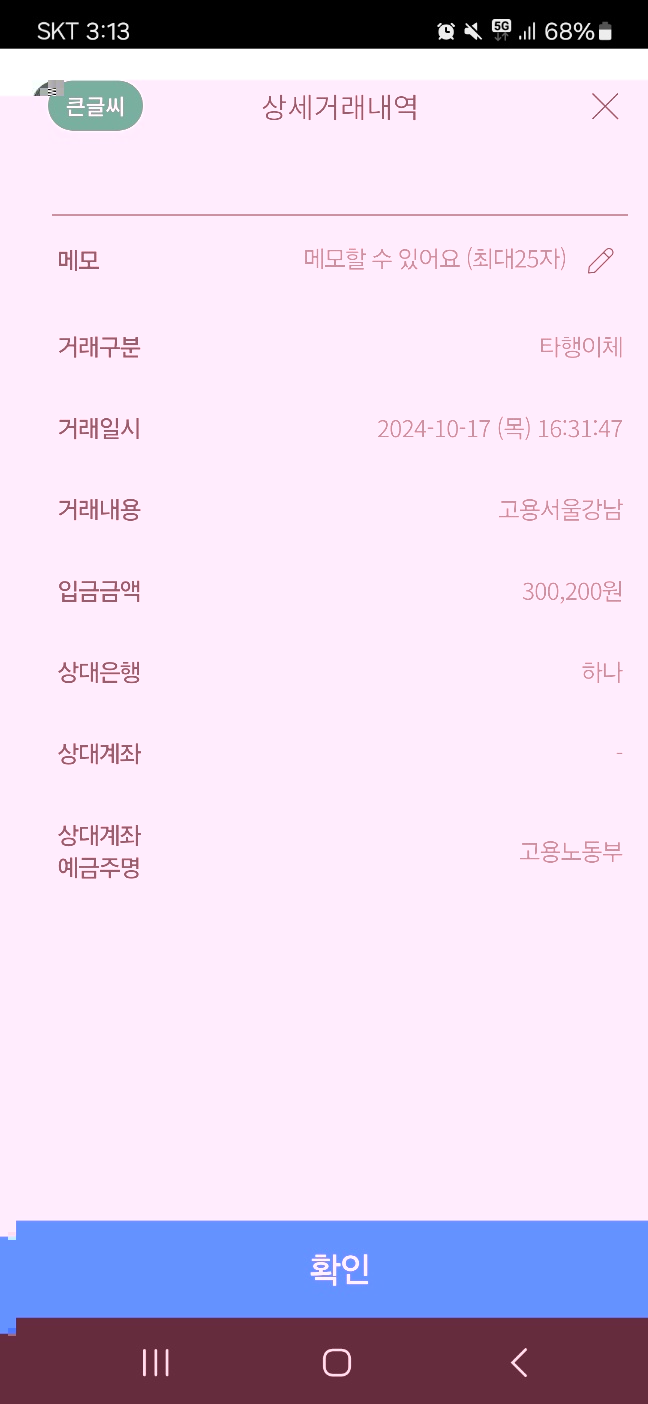 SKT 3:13 5G 68%
큰글씨 상세거래내역
메모 메모할 수 있어요 (최대25자)
거래구분 타행이체
거래일시 2024-10-17 (목) 16:31:47
거래내용 고용서울강남
입금금액 300,200원
상대은행 하나
상대계좌 -
상대계좌
예금주명 고용노동부
확인